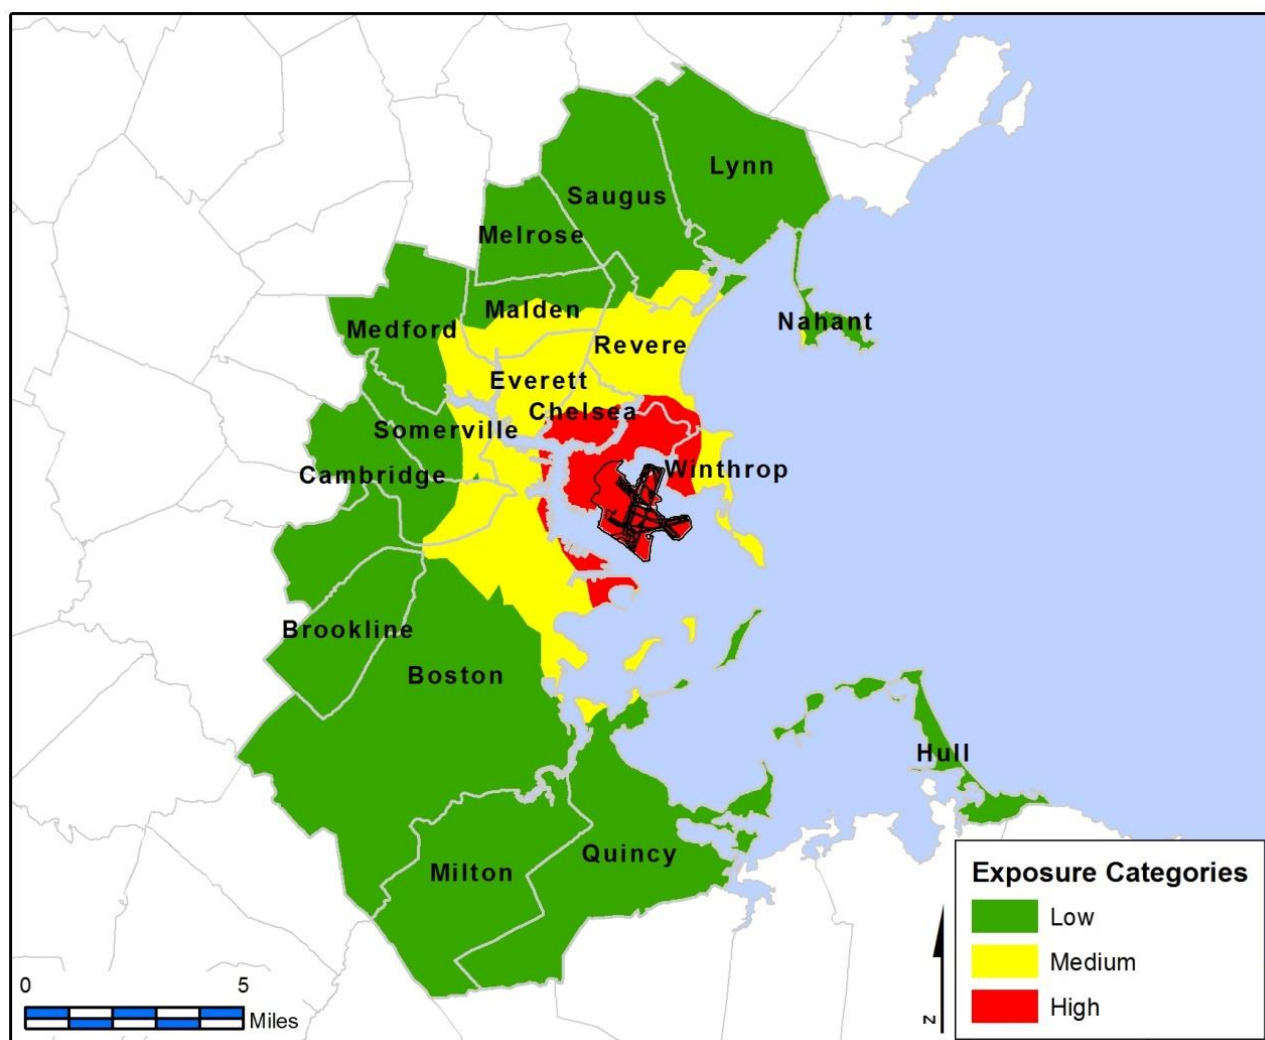 Lynn
Saugus
Melrose
Malden
Nahant
Medford
Revere
Everett
Chelsea
Somerville
Winthrop
Cambridge
Brookline
Boston
Hull
Quincy
Milton
Exposure Categories
Low
Medium
High
0 5
Miles
N